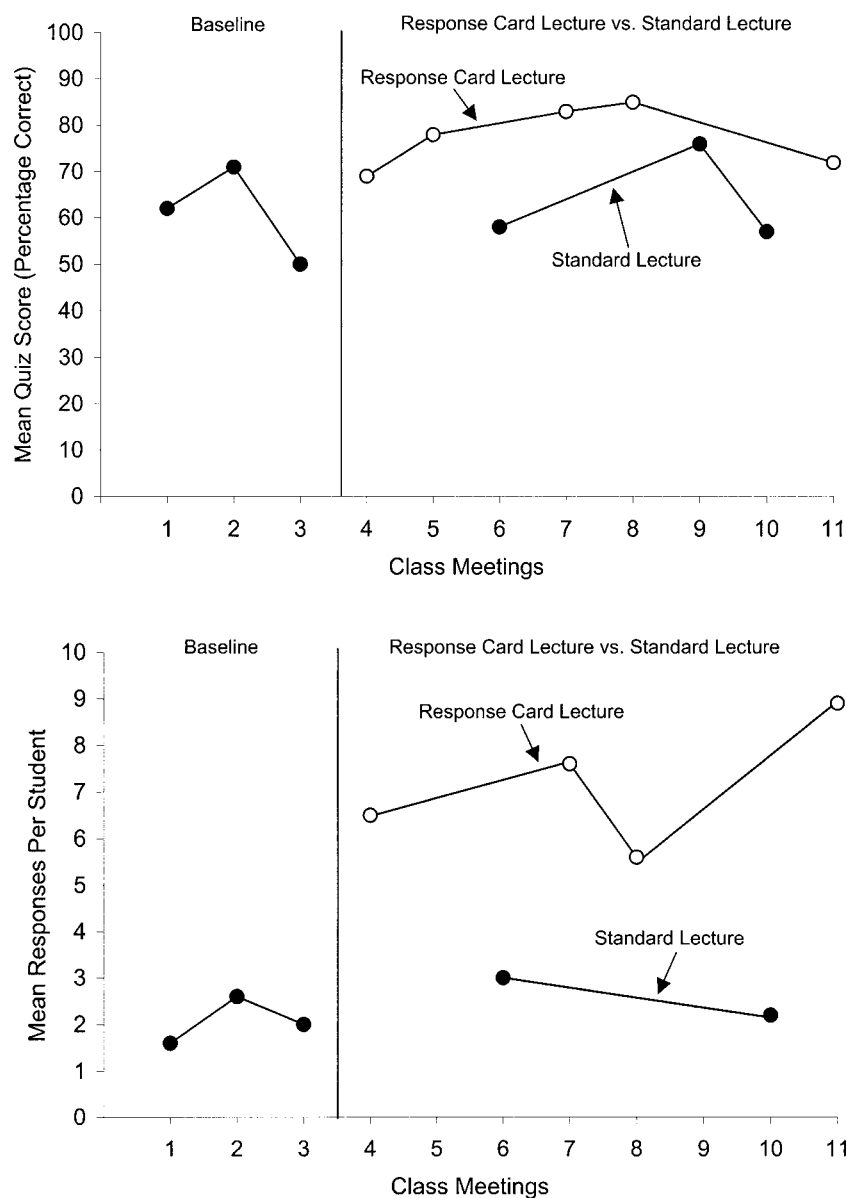 Baseline
Response Card Lecture vs. Standard Lecture
Mean Quiz Score (Percentage Correct)
100
90
80
70
60
50
40
30
20
10
0
Response Card Lecture
Standard Lecture
1 2 3 4 5 6 7 8 9 10 11
Class Meetings
Baseline
Response Card Lecture vs. Standard Lecture
Mean Responses Per Student
10
9
8
7
6
5
4
3
2
1
0
Response Card Lecture
Standard Lecture
1 2 3 4 5 6 7 8 9 10 11
Class Meetings